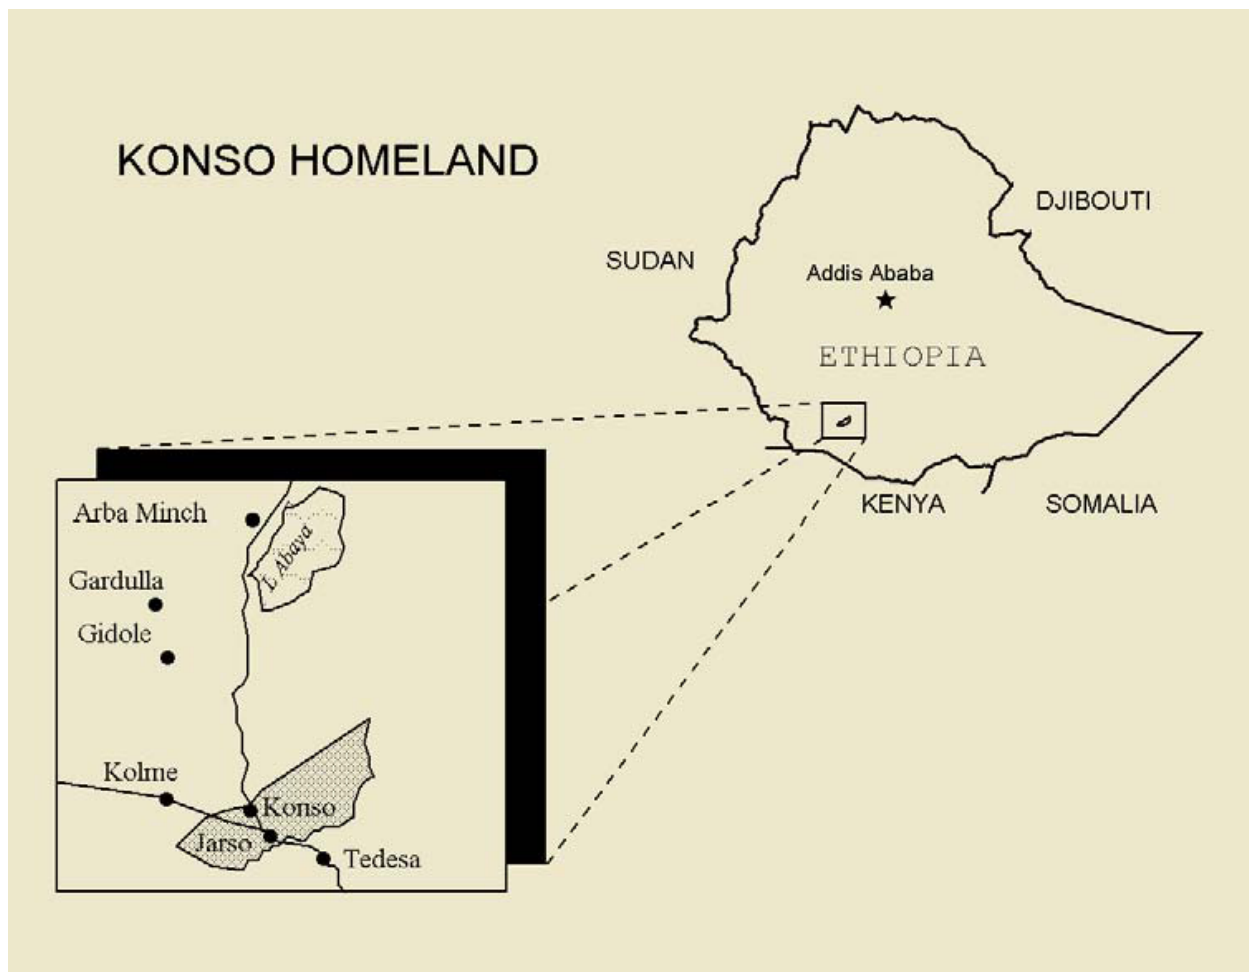 KONSO HOMELAND
DJIBOUTI
SUDAN
Addis Ababa
ETHIOPIA
KENYA
SOMALIA
Arba Minch
L Abaya
Gardulla
Gidole
Kolme
Konso
Jarso
Tedesa